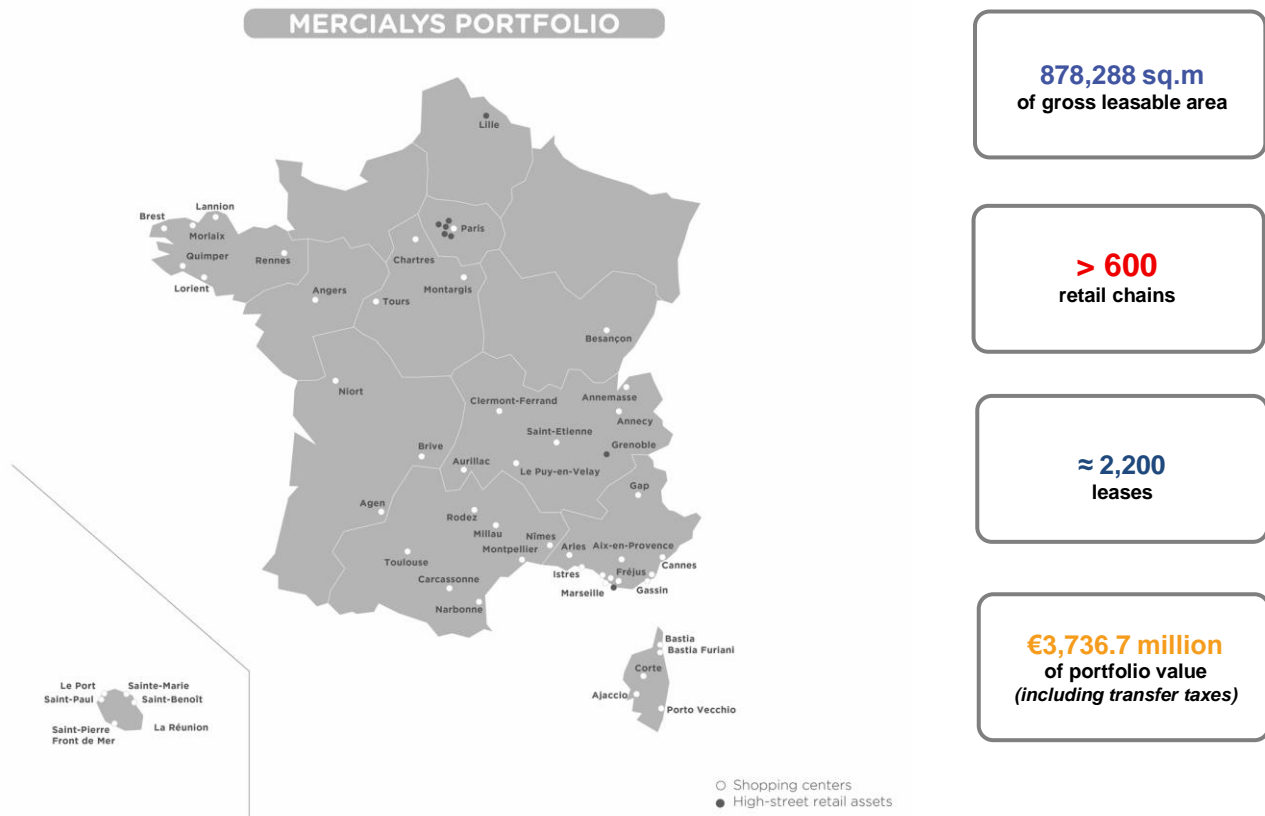 MERCIALYS PORTFOLIO
878,288 sq.m
of gross leasable area
> 600
retail chains
≈ 2,200
leases
€3,736.7 million
of portfolio value
(including transfer taxes)
Lille
Lannion
Brest
Morlaix
Paris
Quimper
Rennes
Chartres
Lorient
Angers
Montargis
Tours
Besançon
Niort
Clermont-Ferrand
Annemasse
Annecy
Saint-Etienne
Brive
Grenoble
Aurillac
Le Puy-en-Velay
Gap
Agen
Rodez
Millau
Nîmes
Montpellier
Arles
Aix-en-Provence
Toulouse
Cannes
Istres
Fréjus
Carcassonne
Marseille
Gassin
Narbonne
Bastia
Bastia Furiani
Corte
Ajaccio
Porto Vecchio
Le Port
Sainte-Marie
Saint-Paul
Saint-Benoît
Saint-Pierre
Front de Mer
La Réunion
Shopping centers
High-street retail assets